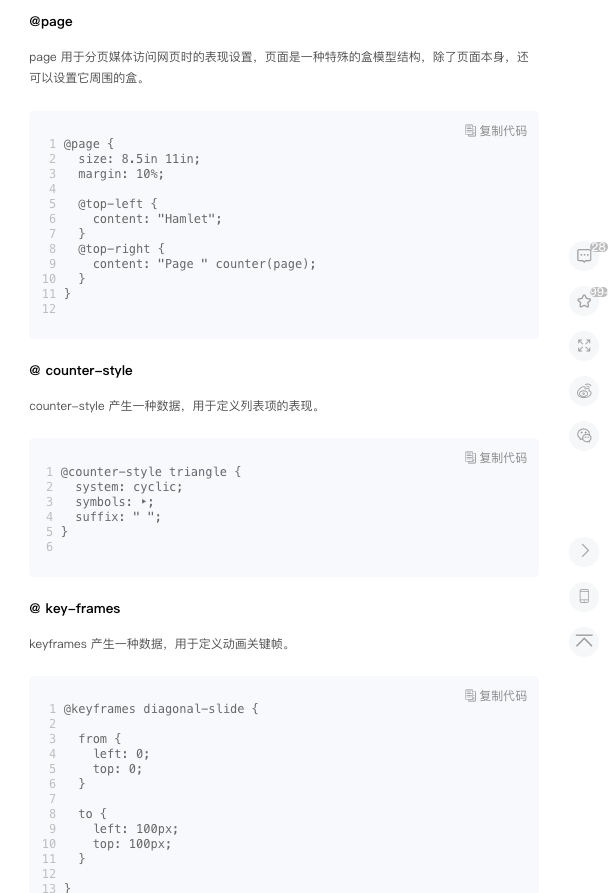 @page
page 用于分页媒体访问网页时的表现设置，页面是一种特殊的盒模型结构，除了页面本身，还
可以设置它周围的盒。
复制代码
1 @page {
2   size: 8.5in 11in;
3   margin: 10%;
4
5   @top-left {
6     content: "Hamlet";
7   }
8   @top-right {
9     content: "Page " counter(page);
10   }
11 }
12
28
99
@ counter-style
counter-style 产生一种数据，用于定义列表项的表现。
复制代码
1 @counter-style triangle {
2   system: cyclic;
3   symbols: ‣;
4   suffix: " ";
5 }
6
@ key-frames
keyframes 产生一种数据，用于定义动画关键帧。
复制代码
1 @keyframes diagonal-slide {
2
3   from {
4     left: 0;
5     top: 0;
6   }
7
8   to {
9     left: 100px;
10     top: 100px;
11   }
12
13 }